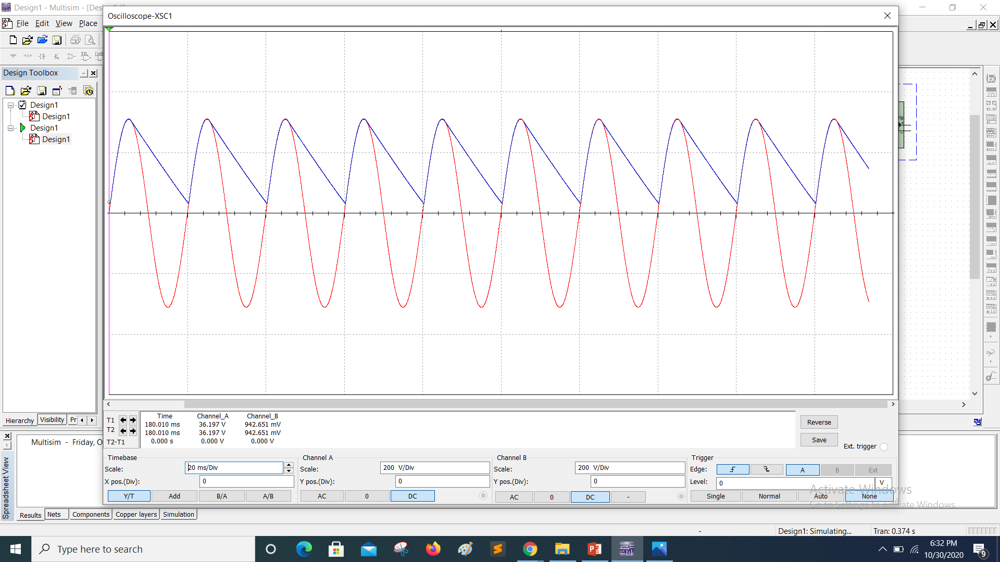 Design1 - Multisim - [Des
Oscilloscope-XSC1
File Edit View Place
Design Toolbox
Design1
Design1
Design1
Design1
Hierarchy Visibility Pr
T1
T2
T2-T1
Time Channel_A Channel_B
180.010 ms 36.197 V 942.651 mV
180.010 ms 36.197 V 942.651 mV
0.000 s 0.000 V 0.000 V
Reverse
Save
Ext. trigger
Timebase
Scale: 20 ms/Div
X pos.(Div): 0
Y/T Add B/A A/B
Channel A
Scale: 200 V/Div
Y pos.(Div): 0
AC 0 DC
Channel B
Scale: 200 V/Div
Y pos.(Div): 0
AC 0 DC -
Trigger
Edge: A B Ext
Level: 0 V
Single Normal Auto None
Activate Windows
Go to Settings to activate Windows.
Multisim - Friday, O
Spreadsheet View
Results Nets Components Copper layers Simulation
- Design1: Simulating... Tran: 0.374 s
Type here to search
6:32 PM
10/30/2020
9